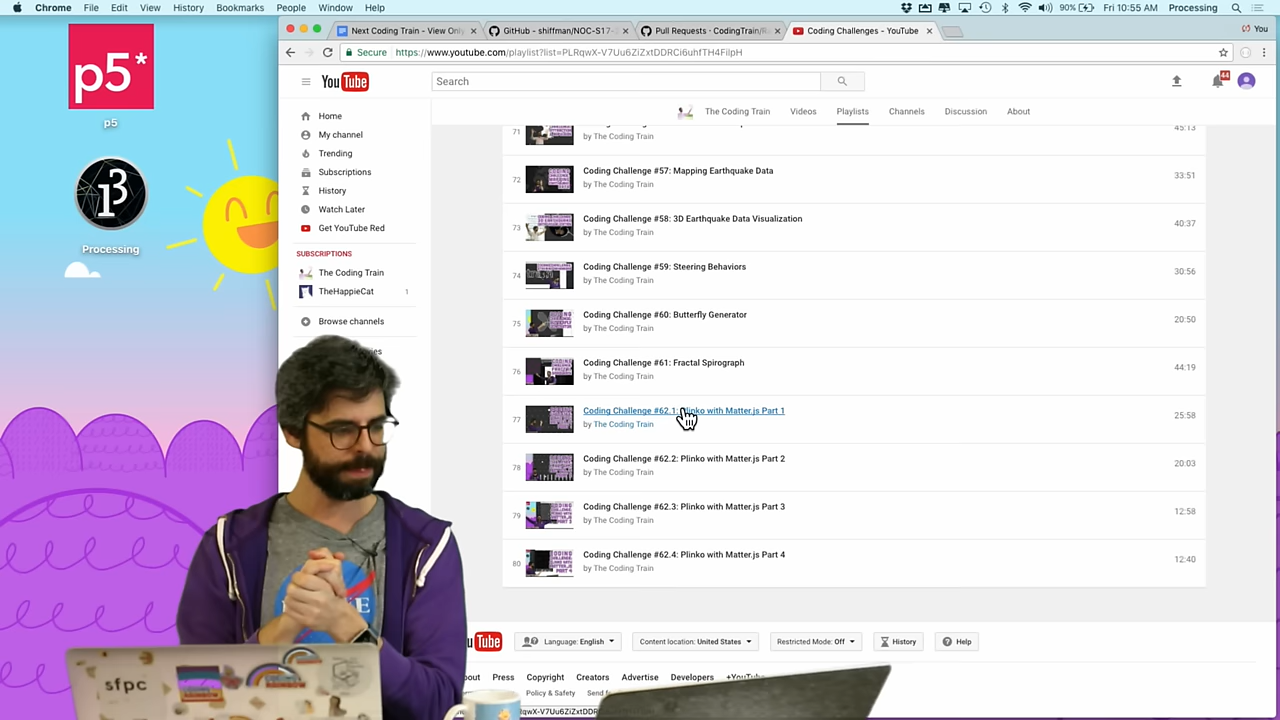 Chrome File Edit View History Bookmarks People Window Help
90% Fri 10:55 AM Processing
Next Coding Train - View Only
GitHub - shiffman/NOC-S17-
Pull Requests · CodingTrain/R
Coding Challenges - YouTube
You
Secure https://www.youtube.com/playlist?list=PLRqwX-V7Uu6ZiZxtDDRCi6uhfTH4FilpH
p5*
p5
Processing
YouTube
Search
44
The Coding Train Videos Playlists Channels Discussion About
Home
My channel
Trending
Subscriptions
History
Watch Later
Get YouTube Red
SUBSCRIPTIONS
The Coding Train
TheHappieCat 1
Browse channels
71
by The Coding Train
45:13
72 Coding Challenge #57: Mapping Earthquake Data 33:51
by The Coding Train
73 Coding Challenge #58: 3D Earthquake Data Visualization 40:37
by The Coding Train
74 Coding Challenge #59: Steering Behaviors 30:56
by The Coding Train
75 Coding Challenge #60: Butterfly Generator 20:50
by The Coding Train
76 Coding Challenge #61: Fractal Spirograph 44:19
by The Coding Train
77 Coding Challenge #62.1: Plinko with Matter.js Part 1 25:58
by The Coding Train
78 Coding Challenge #62.2: Plinko with Matter.js Part 2 20:03
by The Coding Train
79 Coding Challenge #62.3: Plinko with Matter.js Part 3 12:58
by The Coding Train
80 Coding Challenge #62.4: Plinko with Matter.js Part 4 12:40
by The Coding Train
Language: English Content location: United States Restricted Mode: Off History Help
Press Copyright Creators Advertise Developers +YouTube
Policy & Safety Send
sfpc